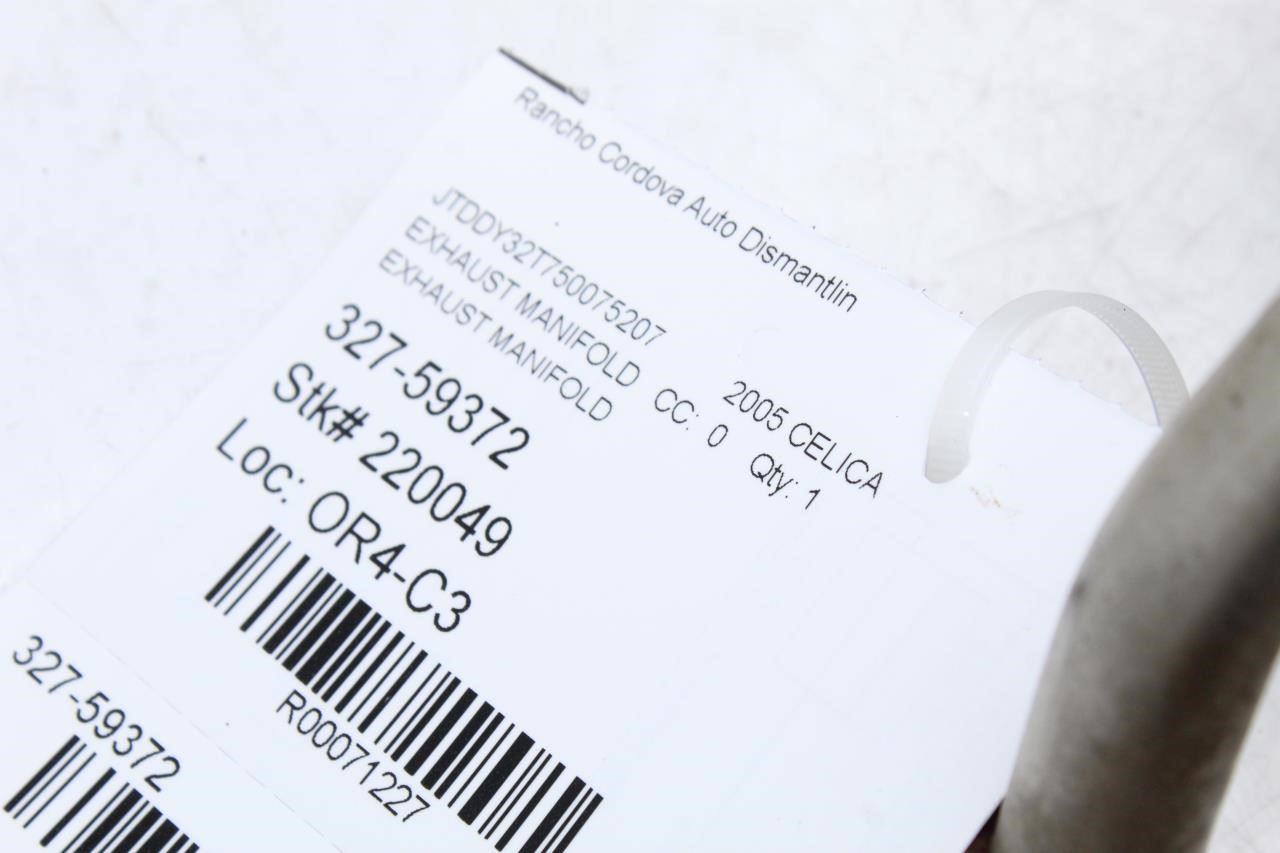 Rancho Cordova Auto Dismantlin
JTDDY32T750075207
EXHAUST MANIFOLD
EXHAUST MANIFOLD
2005 CELICA
CC: 0 Qty: 1
327-59372
Stk# 220049
Loc: OR4-C3
R00071227
327-59372